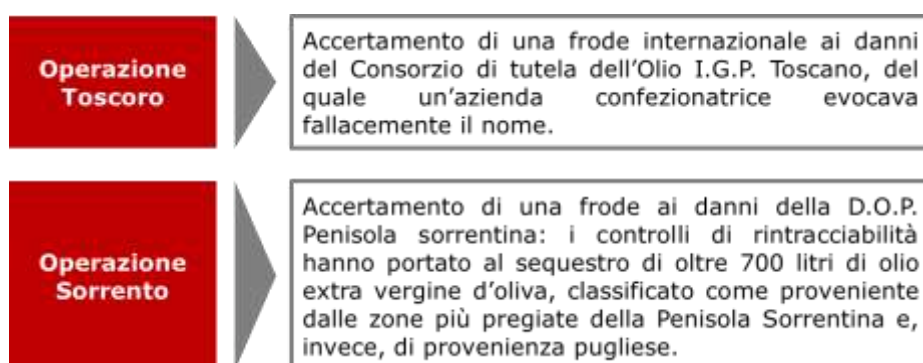 Operazione
Toscoro
Accertamento di una frode internazionale ai danni
del Consorzio di tutela dell'Olio I.G.P. Toscano, del
quale un'azienda confezionatrice evocava
fallacemente il nome.
Operazione
Sorrento
Accertamento di una frode ai danni della D.O.P.
Penisola sorrentina: i controlli di rintracciabilità
hanno portato al sequestro di oltre 700 litri di olio
extra vergine d'oliva, classificato come proveniente
dalle zone più pregiate della Penisola Sorrentina e,
invece, di provenienza pugliese.